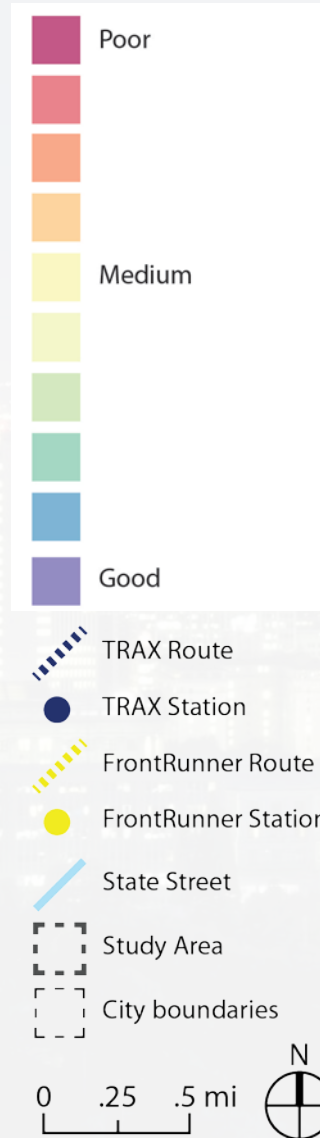 Poor
Medium
Good
TRAX Route
TRAX Station
FrontRunner Route
FrontRunner Station
State Street
Study Area
City boundaries
N
0 .25 .5 mi